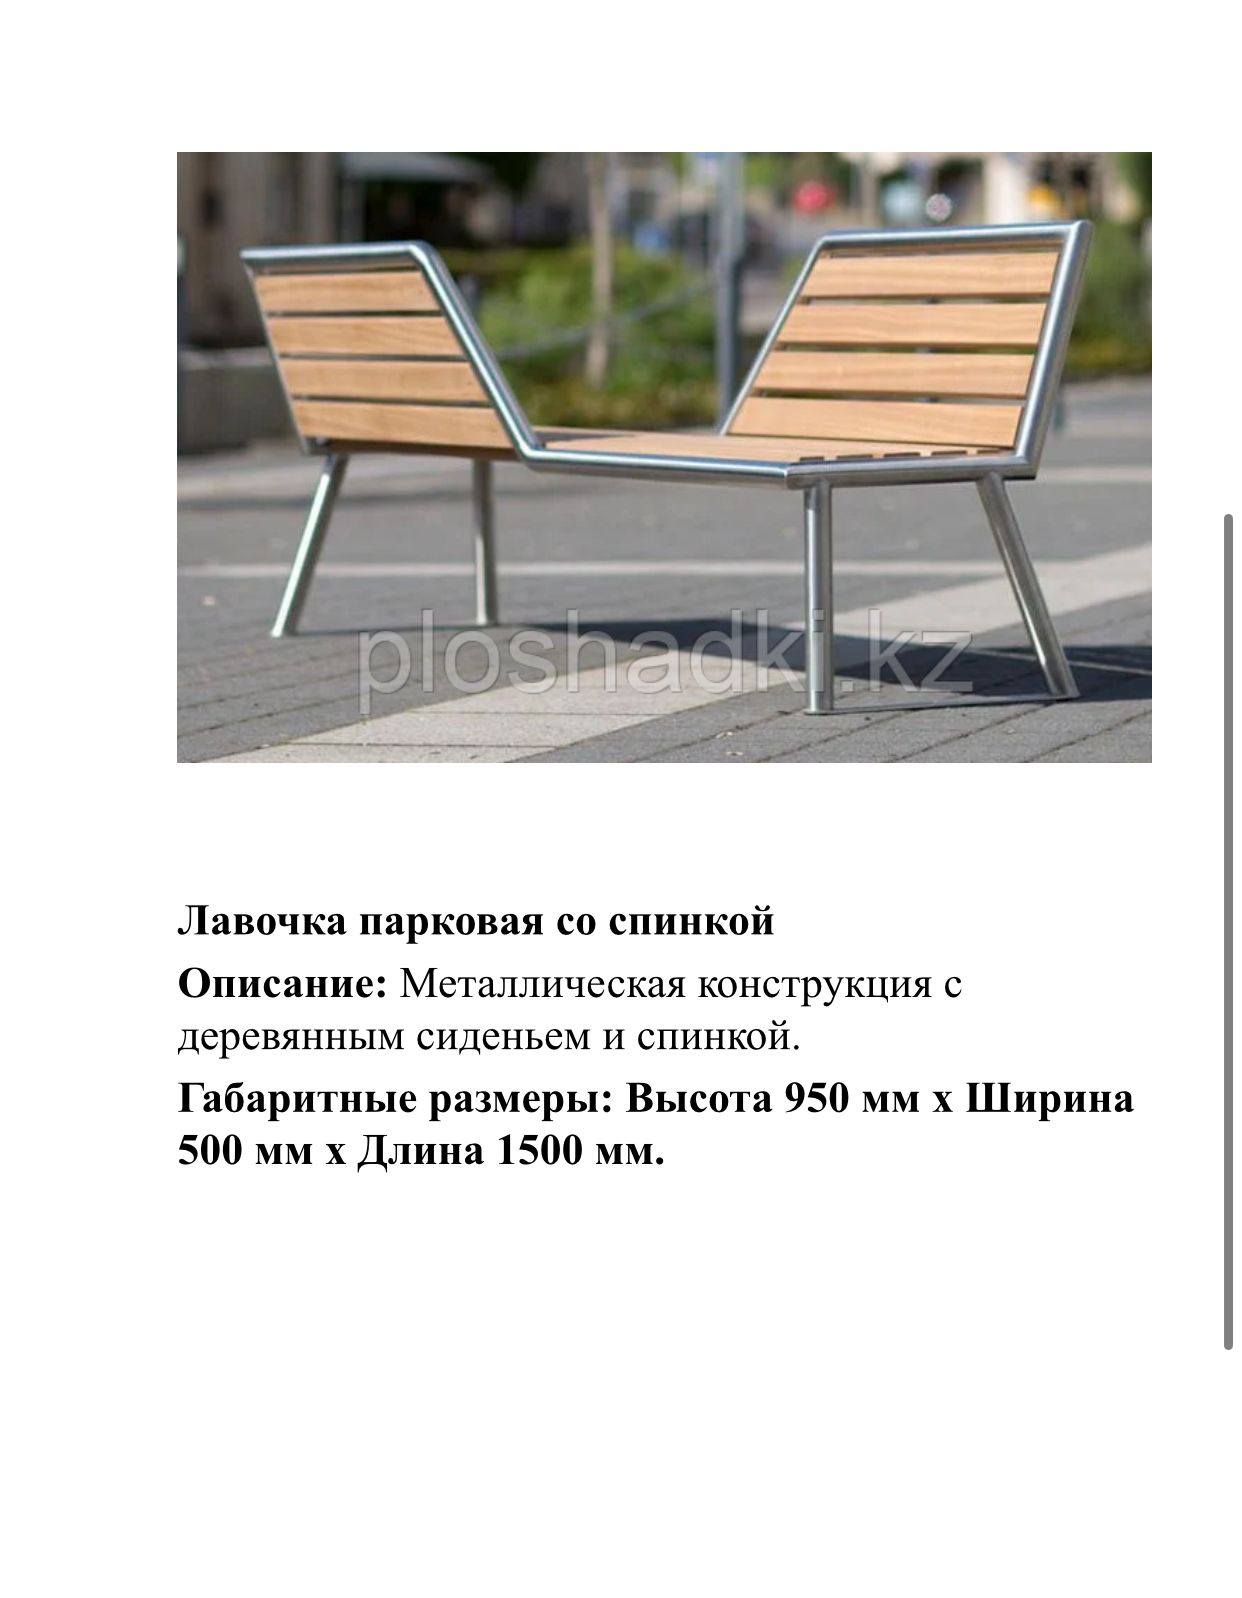 ploshadki.kz
Лавочка парковая со спинкой
Описание: Металлическая конструкция с
деревянным сиденьем и спинкой.
Габаритные размеры: Высота 950 мм х Ширина
500 мм х Длина 1500 мм.